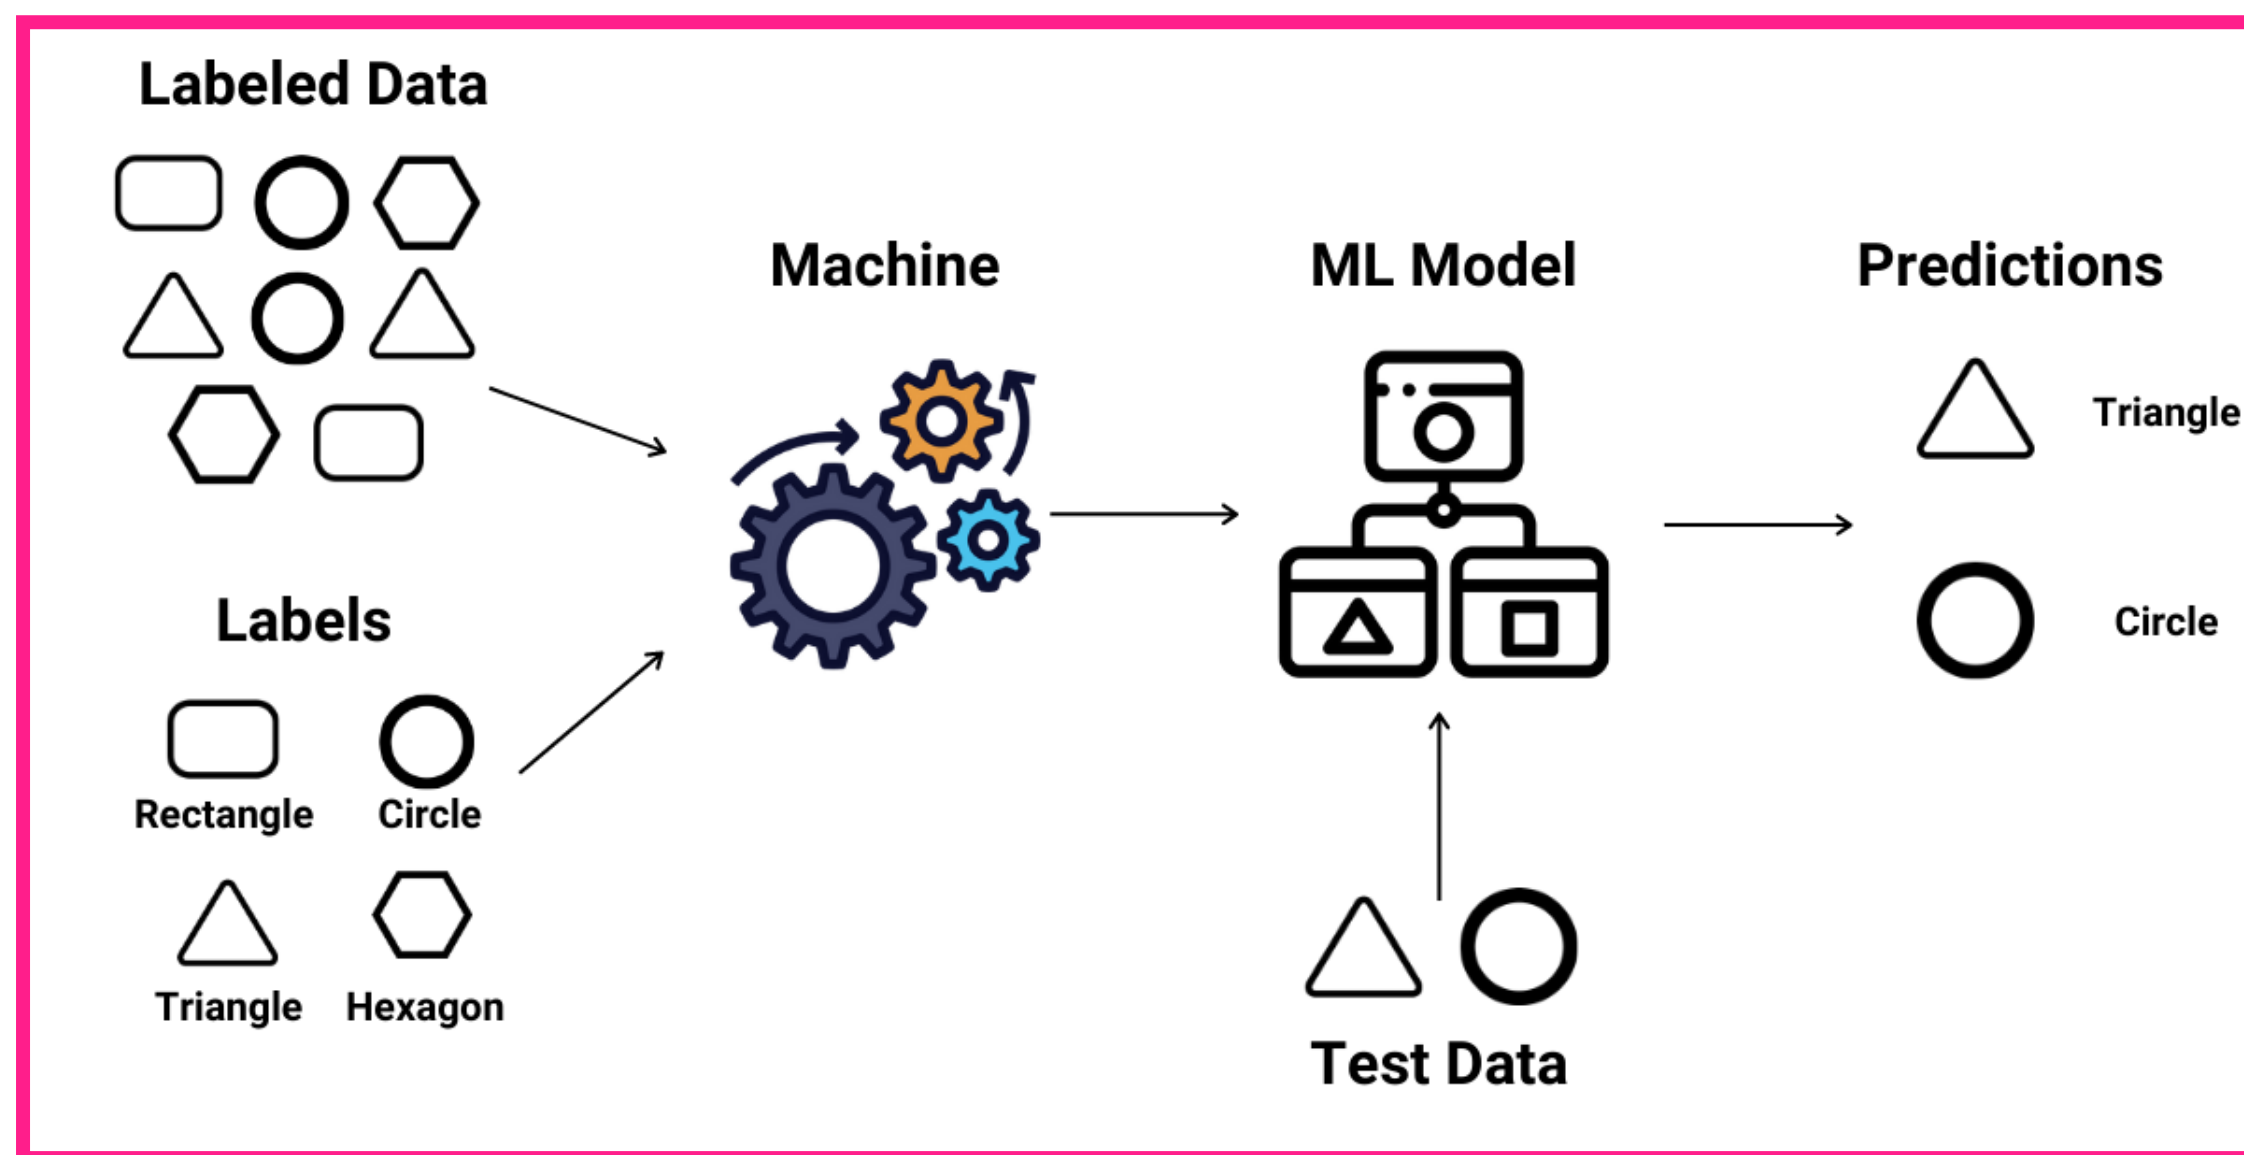 Labeled Data
Machine
ML Model
Predictions
Triangle
Circle
Labels
Rectangle Circle
Triangle Hexagon
Test Data